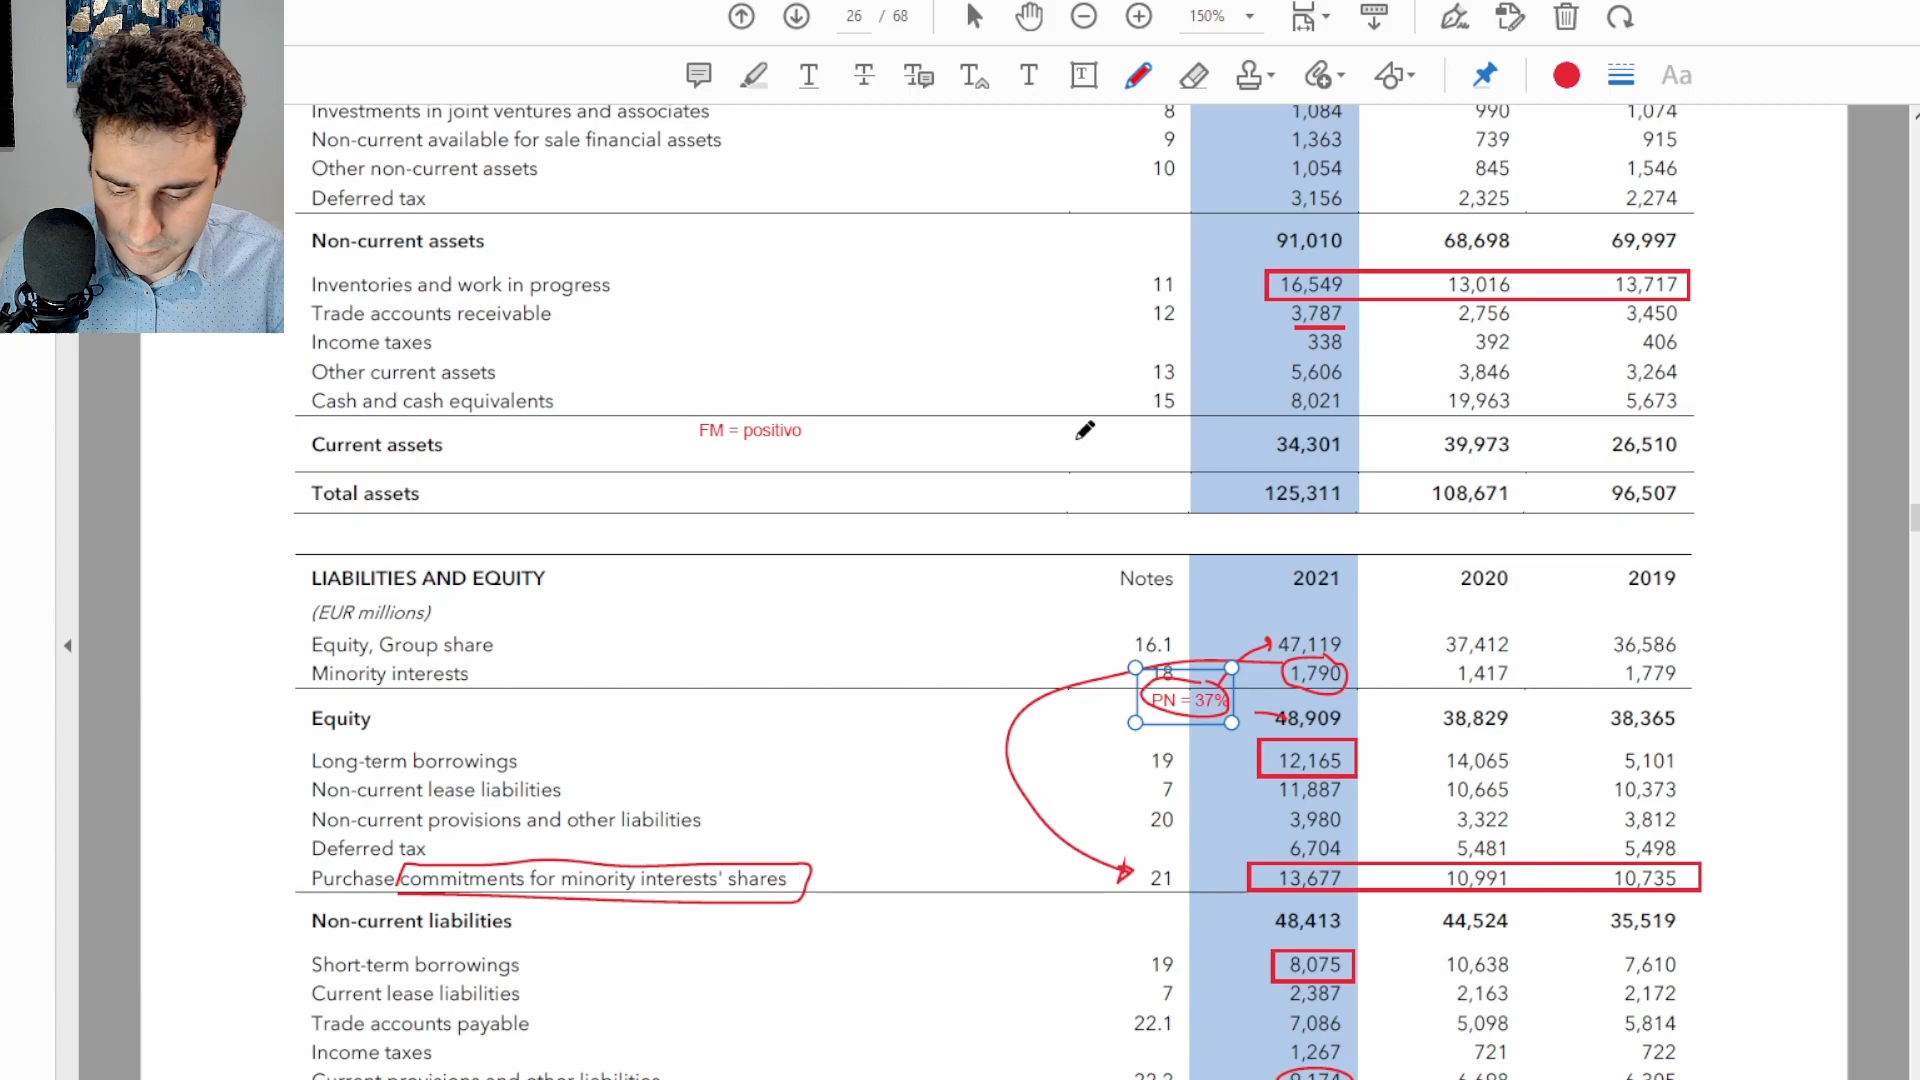 26 / 68 150%
Aa
Investments in joint ventures and associates 8 1,084 990 1,074
Non-current available for sale financial assets 9 1,363 739 915
Other non-current assets 10 1,054 845 1,546
Deferred tax 3,156 2,325 2,274
Non-current assets 91,010 68,698 69,997
Inventories and work in progress 11 16,549 13,016 13,717
Trade accounts receivable 12 3,787 2,756 3,450
Income taxes 338 392 406
Other current assets 13 5,606 3,846 3,264
Cash and cash equivalents 15 8,021 19,963 5,673
FM = positivo
Current assets 34,301 39,973 26,510
Total assets 125,311 108,671 96,507
LIABILITIES AND EQUITY Notes 2021 2020 2019
(EUR millions)
Equity, Group share 16.1 47,119 37,412 36,586
Minority interests 18 1,790 1,417 1,779
PN = 37%
Equity 48,909 38,829 38,365
Long-term borrowings 19 12,165 14,065 5,101
Non-current lease liabilities 7 11,887 10,665 10,373
Non-current provisions and other liabilities 20 3,980 3,322 3,812
Deferred tax 6,704 5,481 5,498
Purchase commitments for minority interests' shares 21 13,677 10,991 10,735
Non-current liabilities 48,413 44,524 35,519
Short-term borrowings 19 8,075 10,638 7,610
Current lease liabilities 7 2,387 2,163 2,172
Trade accounts payable 22.1 7,086 5,098 5,814
Income taxes 1,267 721 722
Current provisions and other liabilities 22.2 9,174